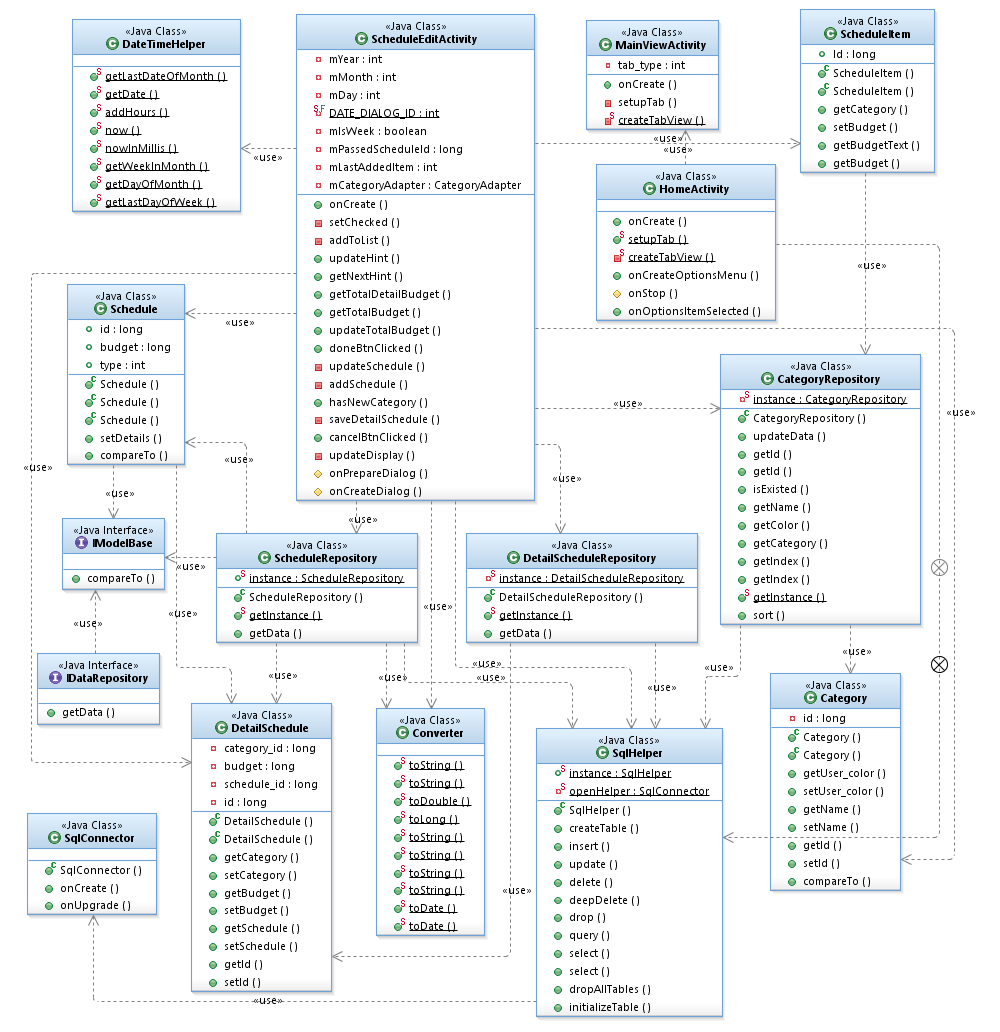 «Java Class»
DateTimeHelper
getLastDateOfMonth ( )
getDate ( )
addHours ( )
now ( )
nowInMillis ( )
getWeekInMonth ( )
getDayOfMonth ( )
getLastDayOfWeek ( )
«Java Class»
ScheduleEditActivity
mYear : int
mMonth : int
mDay : int
DATE_DIALOG_ID : int
mIsWeek : boolean
mPassedScheduleId : long
mLastAddedItem : int
mCategoryAdapter : CategoryAdapter
onCreate ( )
setChecked ( )
addToList ( )
updateHint ( )
getNextHint ( )
getTotalDetailBudget ( )
getTotalBudget ( )
updateTotalBudget ( )
doneBtnClicked ( )
updateSchedule ( )
addSchedule ( )
hasNewCategory ( )
saveDetailSchedule ( )
cancelBtnClicked ( )
updateDisplay ( )
onPrepareDialog ( )
onCreateDialog ( )
«Java Class»
MainViewActivity
tab_type : int
onCreate ( )
setupTab ( )
createTabView ( )
«Java Class»
ScheduleItem
Id : long
ScheduleItem ( )
ScheduleItem ( )
getCategory ( )
setBudget ( )
getBudgetText ( )
getBudget ( )
«use»
«use»
«use»
«Java Class»
HomeActivity
onCreate ( )
setupTab ( )
createTabView ( )
onCreateOptionsMenu ( )
onStop ( )
onOptionsItemSelected ( )
«use»
«Java Class»
Schedule
id : long
budget : long
type : int
Schedule ( )
Schedule ( )
Schedule ( )
setDetails ( )
compareTo ( )
«use»
«use»
«use»
«use»
«use»
«use»
«Java Class»
CategoryRepository
instance : CategoryRepository
CategoryRepository ( )
updateData ( )
getId ( )
getId ( )
isExisted ( )
getName ( )
getColor ( )
getCategory ( )
getIndex ( )
getIndex ( )
getInstance ( )
sort ( )
«use»
«use»
«use»
«Java Interface»
IModelBase
compareTo ( )
«use»
«Java Class»
ScheduleRepository
instance : ScheduleRepository
ScheduleRepository ( )
getInstance ( )
getData ( )
«Java Class»
DetailScheduleRepository
instance : DetailScheduleRepository
DetailScheduleRepository ( )
getInstance ( )
getData ( )
«use»
«use»
«use»
«Java Interface»
IDataRepository
getData ( )
«use»
«use»
«use»
«use»
«use»
«use»
«use»
«Java Class»
DetailSchedule
category_id : long
budget : long
schedule_id : long
id : long
DetailSchedule ( )
DetailSchedule ( )
getCategory ( )
setCategory ( )
getBudget ( )
setBudget ( )
getSchedule ( )
setSchedule ( )
getId ( )
setId ( )
«Java Class»
Converter
toString ( )
toString ( )
toDouble ( )
toLong ( )
toString ( )
toString ( )
toString ( )
toString ( )
toDate ( )
toDate ( )
«Java Class»
SqlHelper
instance : SqlHelper
openHelper : SqlConnector
SqlHelper ( )
createTable ( )
insert ( )
update ( )
delete ( )
deepDelete ( )
drop ( )
query ( )
select ( )
select ( )
dropAllTables ( )
initializeTable ( )
«Java Class»
Category
id : long
Category ( )
Category ( )
getUser_color ( )
setUser_color ( )
getName ( )
setName ( )
getId ( )
setId ( )
compareTo ( )
«Java Class»
SqlConnector
SqlConnector ( )
onCreate ( )
onUpgrade ( )
«use»
«use»